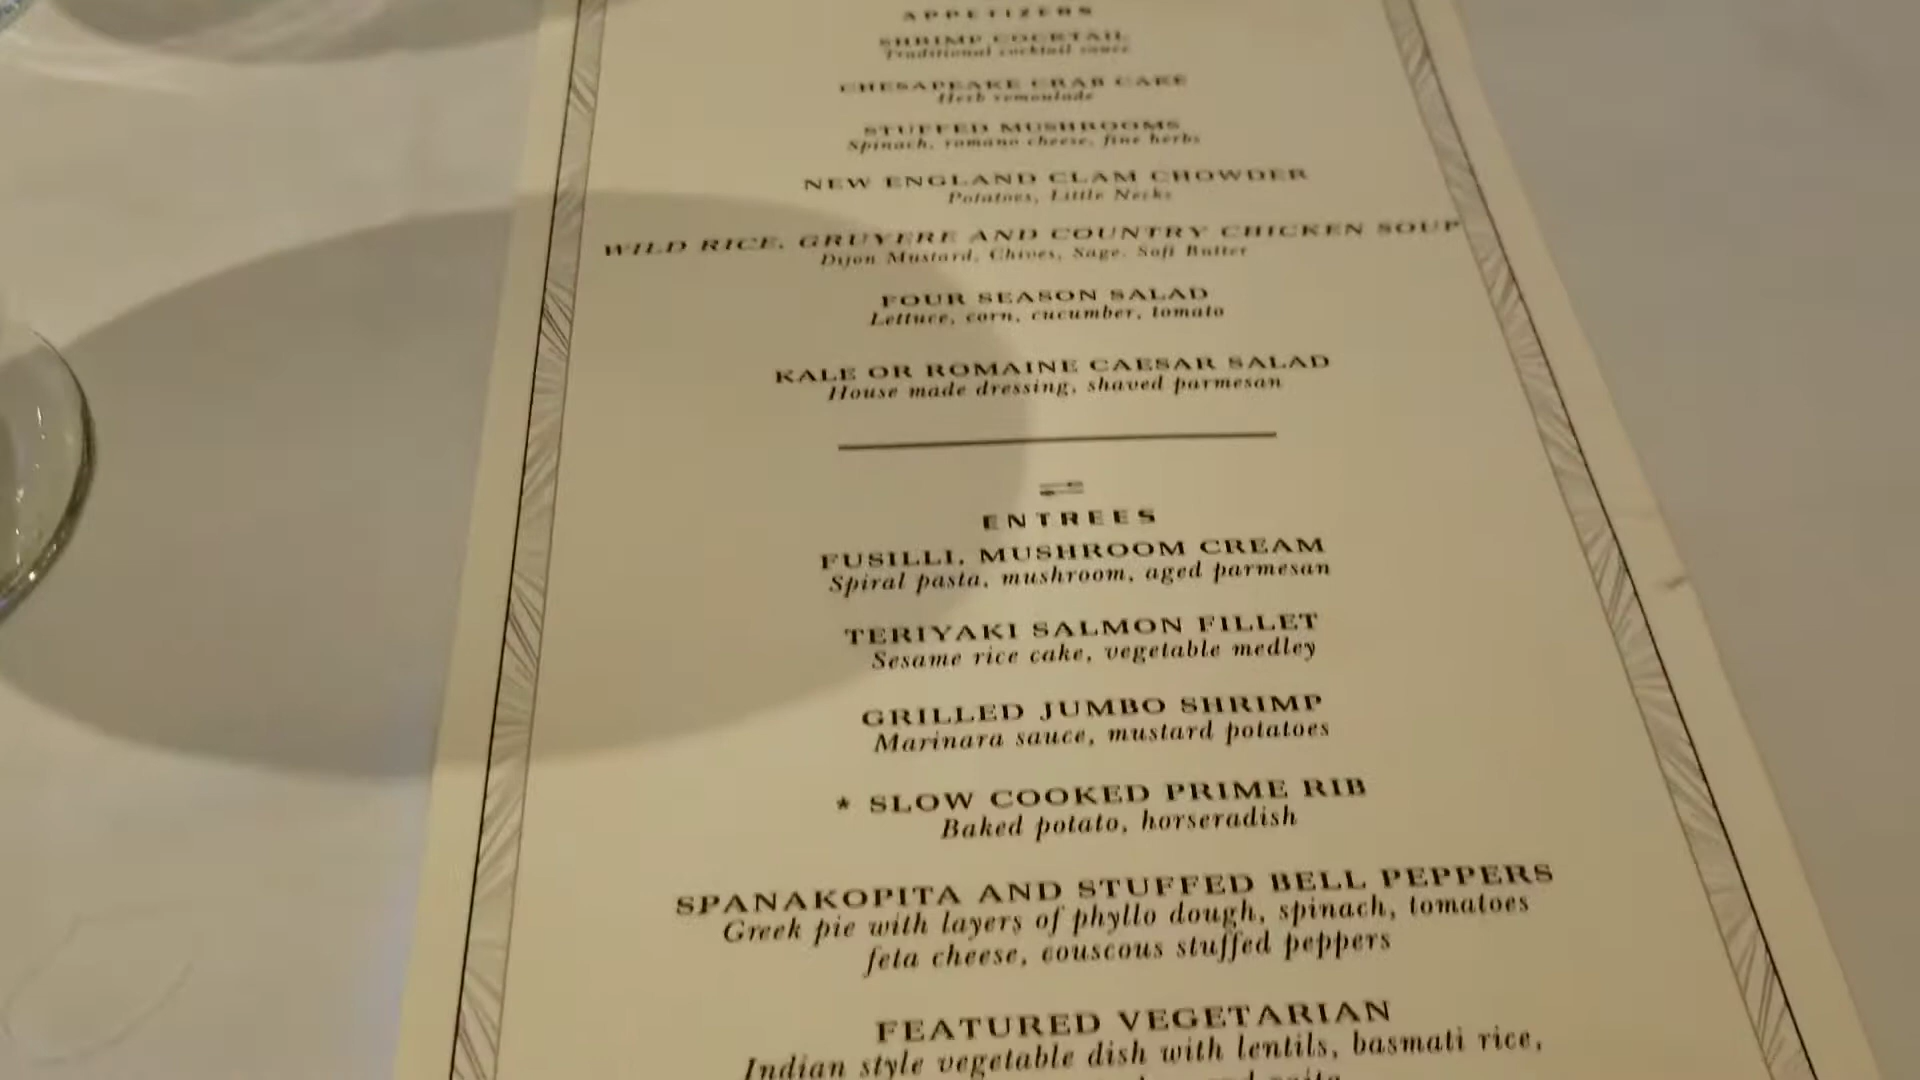 APPETIZERS
SHRIMP COCKTAIL
Traditional cocktail sauce
CHESAPEAKE CRAB CAKE
Herb remoulade
STUFFED MUSHROOMS
Spinach, romano cheese, fine herbs
NEW ENGLAND CLAM CHOWDER
Potatoes, Little Necks
WILD RICE, GRUYERE AND COUNTRY CHICKEN SOUP
Dijon Mustard, Chives, Sage, Soft Butter
FOUR SEASON SALAD
Lettuce, corn, cucumber, tomato
KALE OR ROMAINE CAESAR SALAD
House made dressing, shaved parmesan
ENTREES
FUSILLI, MUSHROOM CREAM
Spiral pasta, mushroom, aged parmesan
TERIYAKI SALMON FILLET
Sesame rice cake, vegetable medley
GRILLED JUMBO SHRIMP
Marinara sauce, mustard potatoes
* SLOW COOKED PRIME RIB
Baked potato, horseradish
SPANAKOPITA AND STUFFED BELL PEPPERS
Greek pie with layers of phyllo dough, spinach, tomatoes
feta cheese, couscous stuffed peppers
FEATURED VEGETARIAN
Indian style vegetable dish with lentils, basmati rice,